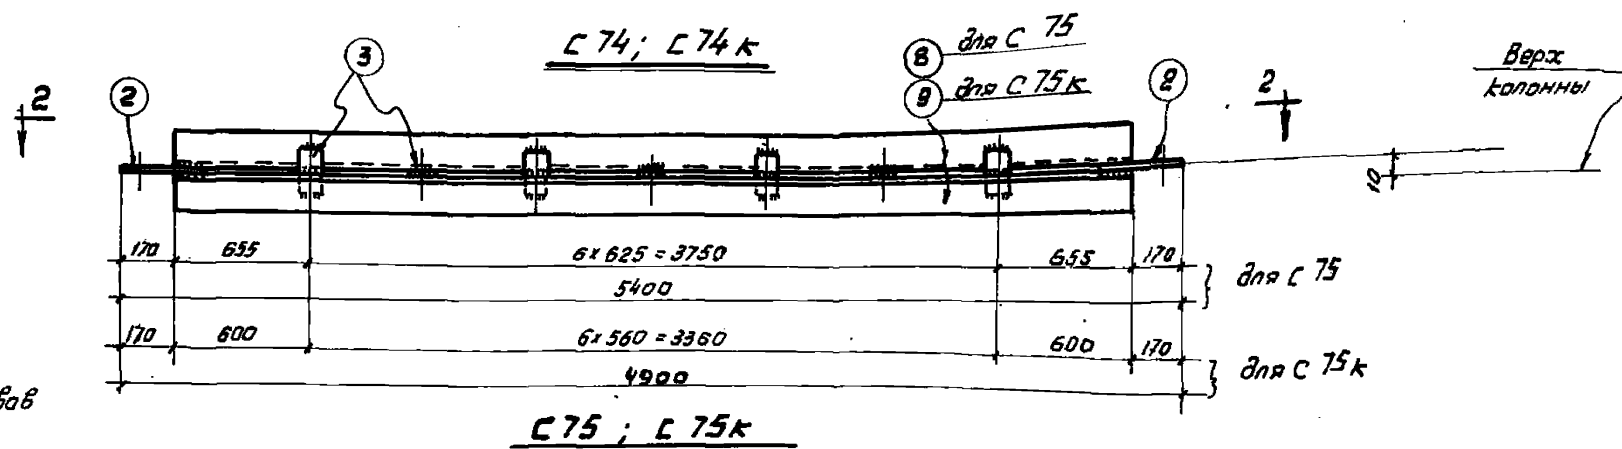 С 74; С 74к
3
8 для С 75
9 для С 75к
2
2
2
2
Верх
колонны
10
170 655 6х625 = 3750 655 170
для С 75
5400
170 600 6х560 = 3360 600 170
для С 75к
4900
С 75 ; С 75к